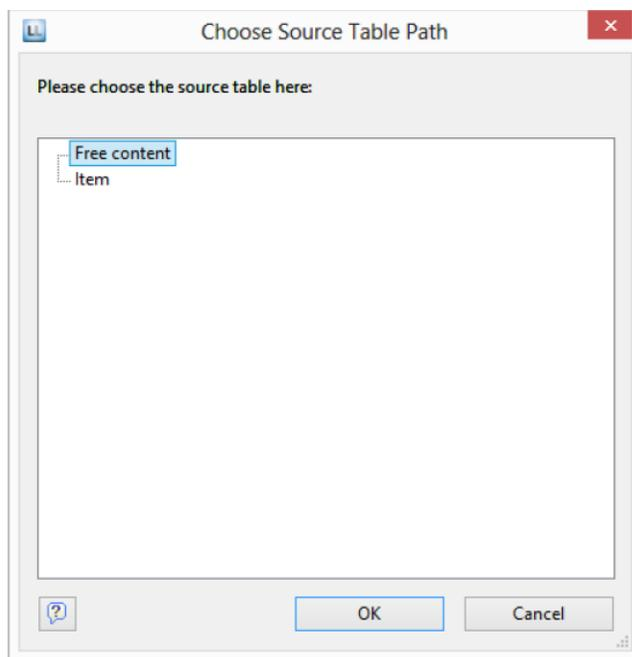 LL
Choose Source Table Path
Please choose the source table here:
Free content
Item
?
OK
Cancel